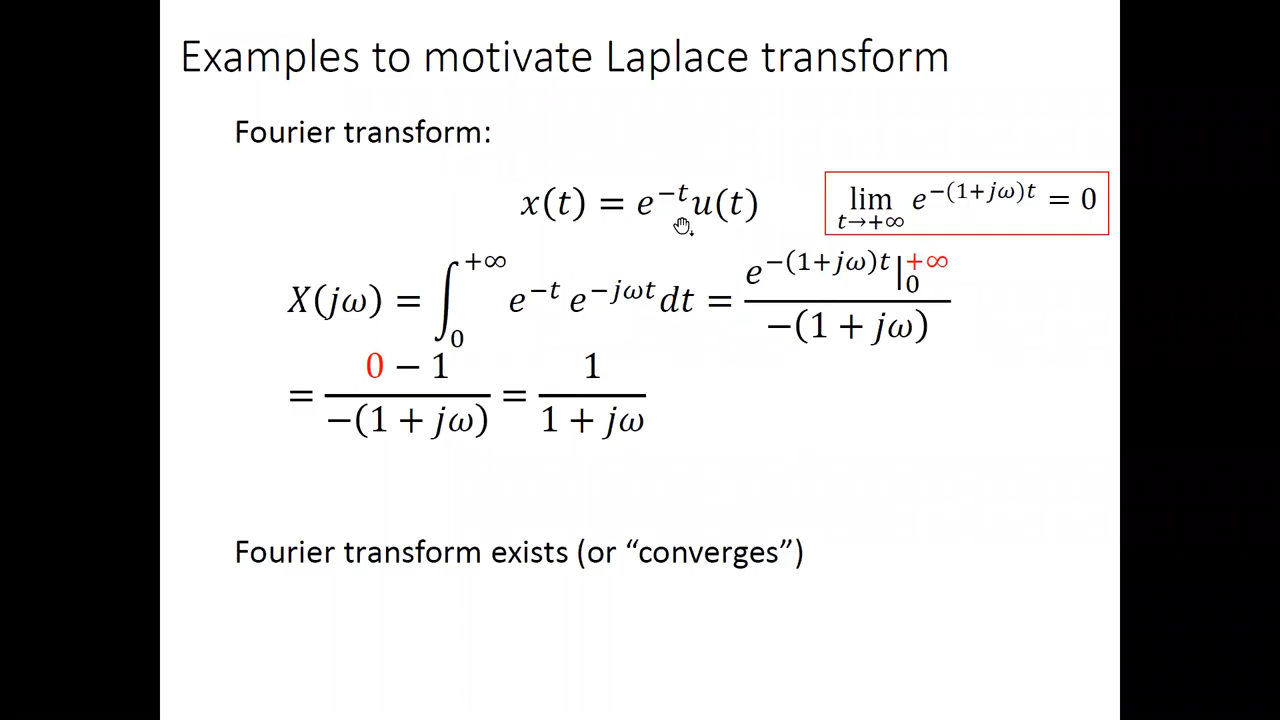 Examples to motivate Laplace transform
Fourier transform:
x(t) = e^{−t}u(t)
lim_{t→+∞} e^{−(1+jω)t} = 0
X(jω) = ∫_0^{+∞} e^{−t} e^{−jωt} dt = e^{−(1+jω)t}|_0^{+∞} / −(1 + jω)
= (0 − 1) / −(1 + jω) = 1 / (1 + jω)
Fourier transform exists (or “converges”)